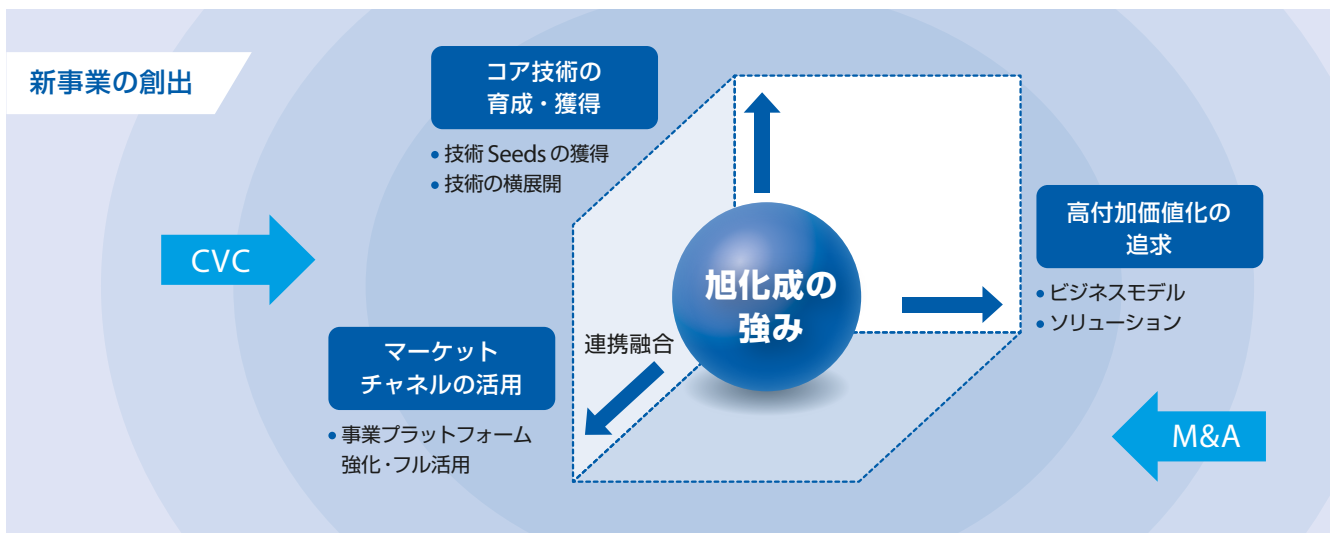 新事業の創出
コア技術の
育成・獲得
• 技術 Seeds の獲得
• 技術の横展開
CVC
高付加価値化の
追求
• ビジネスモデル
• ソリューション
旭化成の
強み
連携融合
マーケット
チャネルの活用
• 事業プラットフォーム
強化・フル活用
M&A